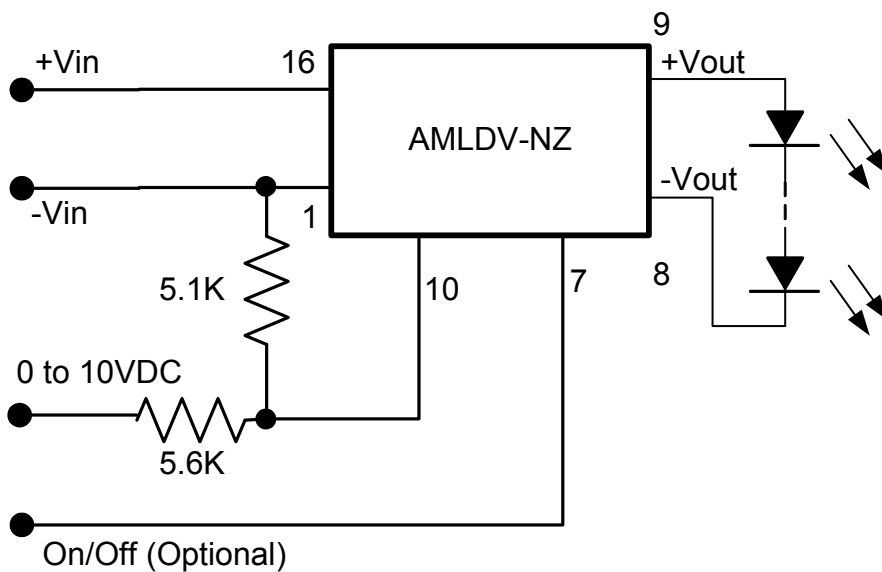 9
+Vin
16
+Vout
AMLDV-NZ
-Vin
1
-Vout
5.1K
10
7
8
0 to 10VDC
5.6K
On/Off (Optional)